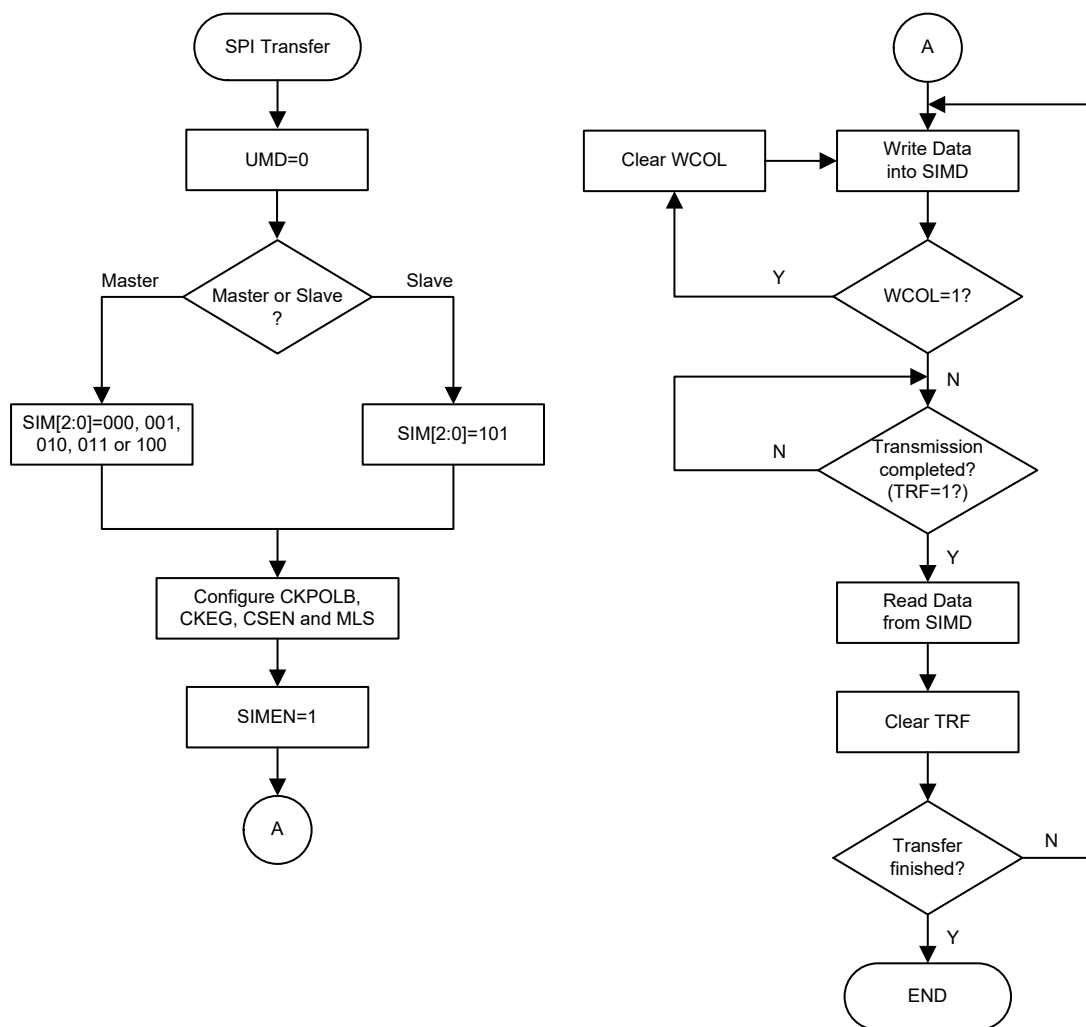 SPI Transfer
UMD=0
Master
Master or Slave
?
Slave
SIM[2:0]=000, 001,
010, 011 or 100
SIM[2:0]=101
Configure CKPOLB,
CKEG, CSEN and MLS
SIMEN=1
A
A
Clear WCOL
Write Data
into SIMD
Y
WCOL=1?
N
N
Transmission
completed?
(TRF=1?)
Y
Read Data
from SIMD
Clear TRF
Transfer
finished?
N
Y
END